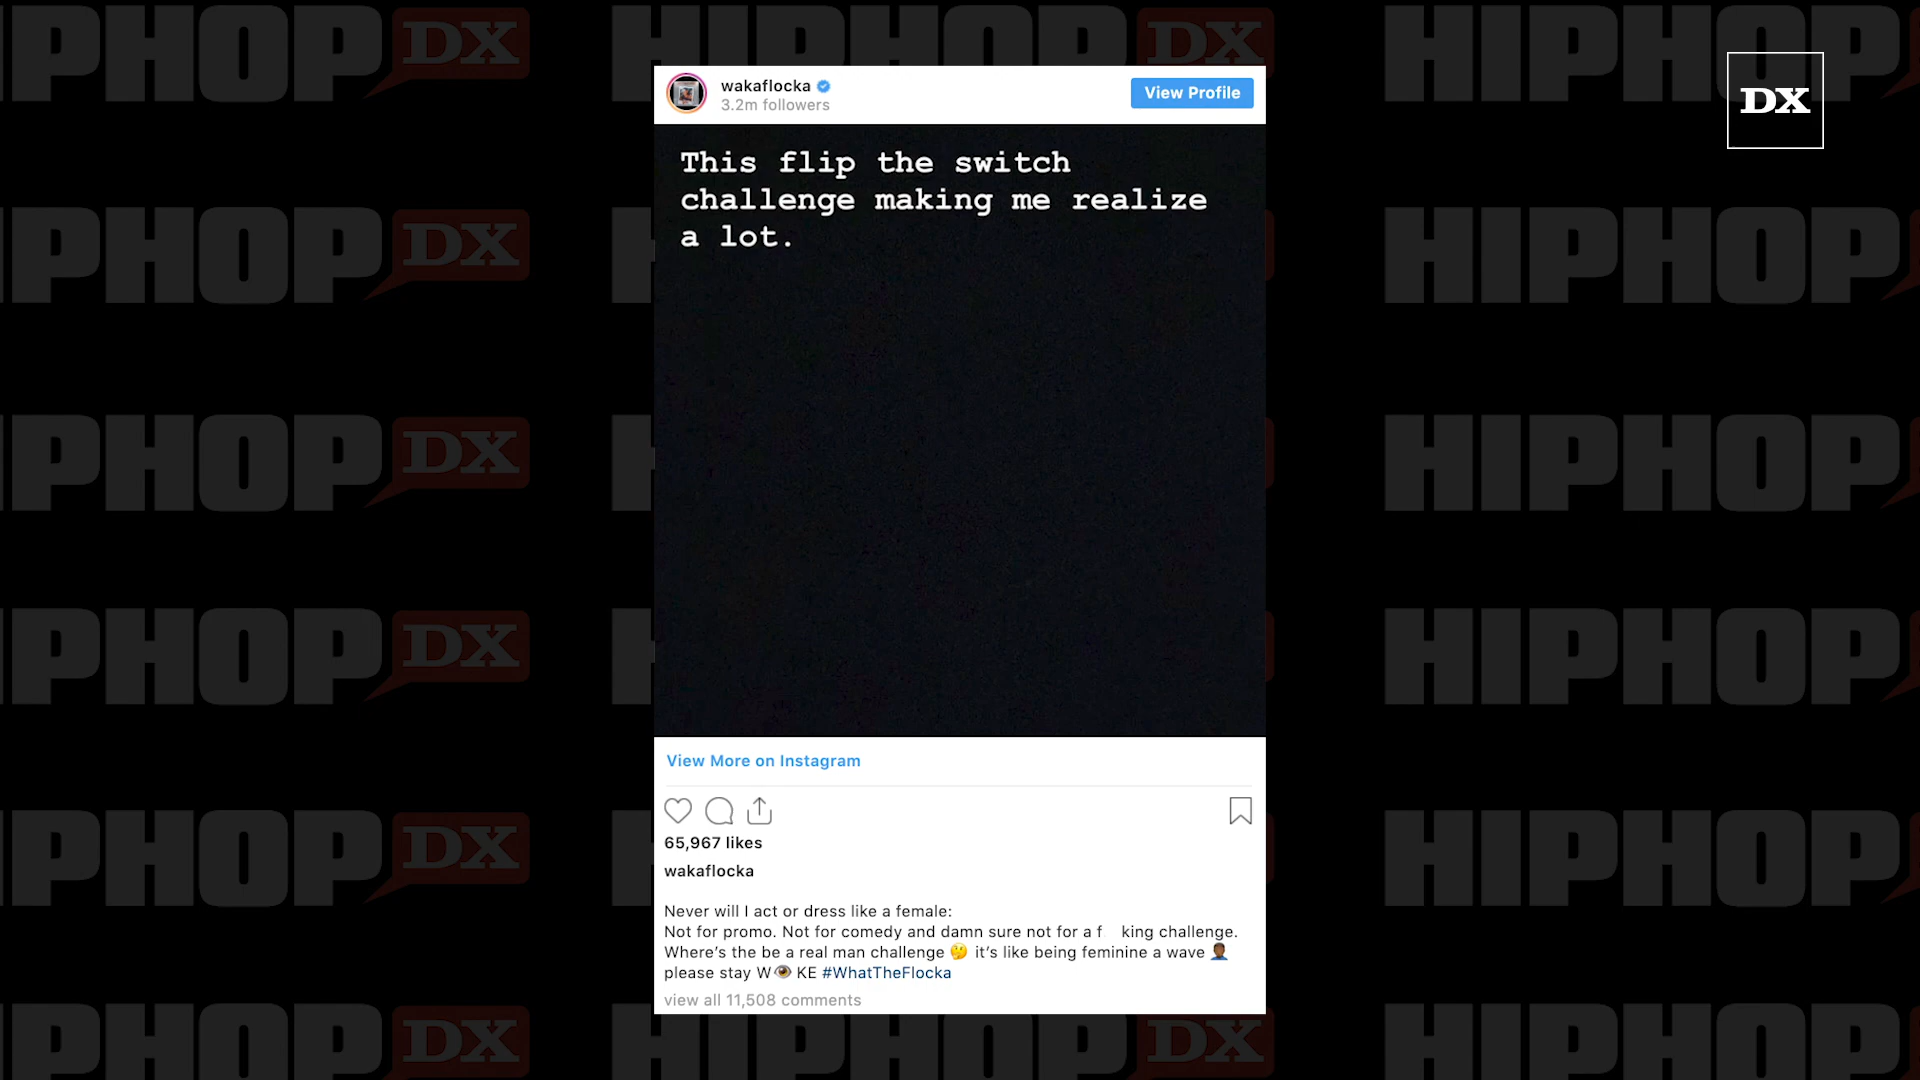 wakaflocka
3.2m followers
View Profile
DX
This flip the switch
challenge making me realize
a lot.
View More on Instagram
65,967 likes
wakaflocka
Never will I act or dress like a female:
Not for promo. Not for comedy and damn sure not for a f king challenge.
Where's the be a real man challenge 🤔 it's like being feminine a wave 🤦🏾‍♂️
please stay W👁️KE #WhatTheFlocka
view all 11,508 comments
HIPHOP DX